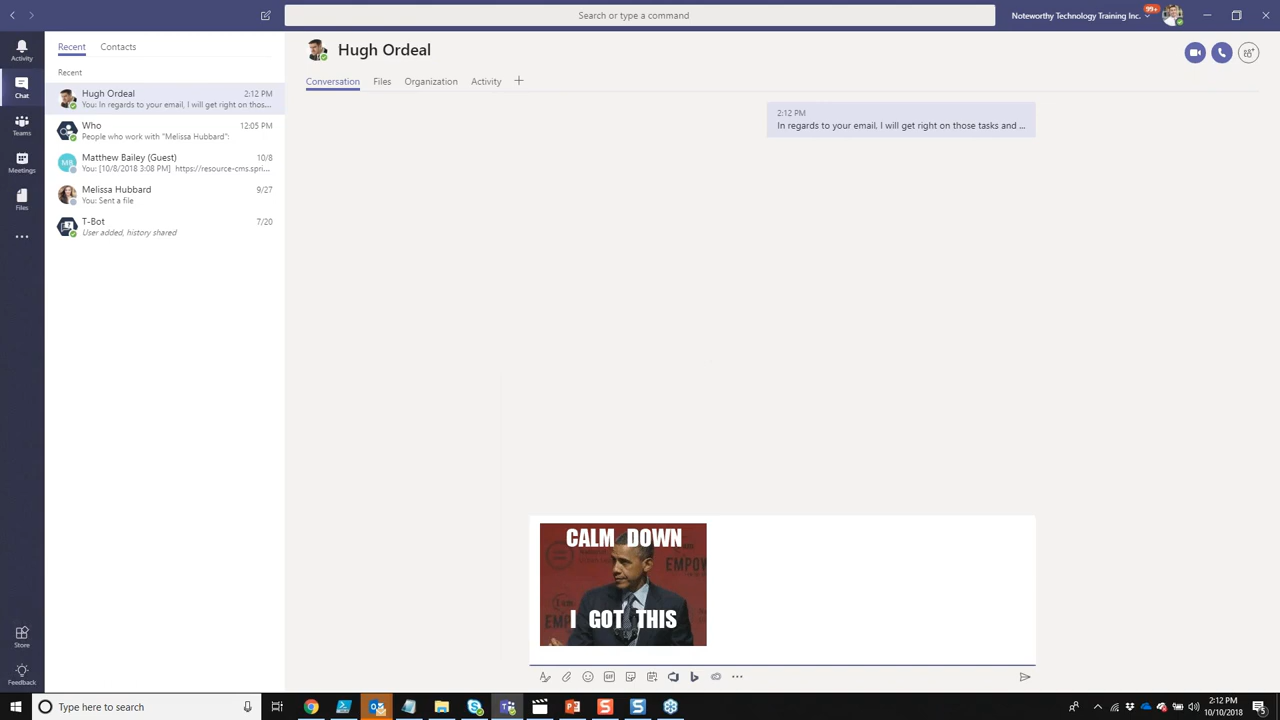 Search or type a command
99+
Noteworthy Technology Training Inc.
Activity
Chat
Teams
Meetings
Files
Store
Feedback
Recent Contacts
Recent
Hugh Ordeal 2:12 PM
You: In regards to your email, I will get right on thos...
Who 12:05 PM
People who work with "Melissa Hubbard":
MB
Matthew Bailey (Guest) 10/8
You: [10/8/2018 3:08 PM] https://resource-cms.spri...
Melissa Hubbard 9/27
You: Sent a file
T-Bot 7/20
User added, history shared
Hugh Ordeal
Conversation Files Organization Activity
2:12 PM
In regards to your email, I will get right on those tasks and ...
CALM DOWN
EMPOW
I GOT THIS
GIF
Type here to search
2:12 PM
10/10/2018